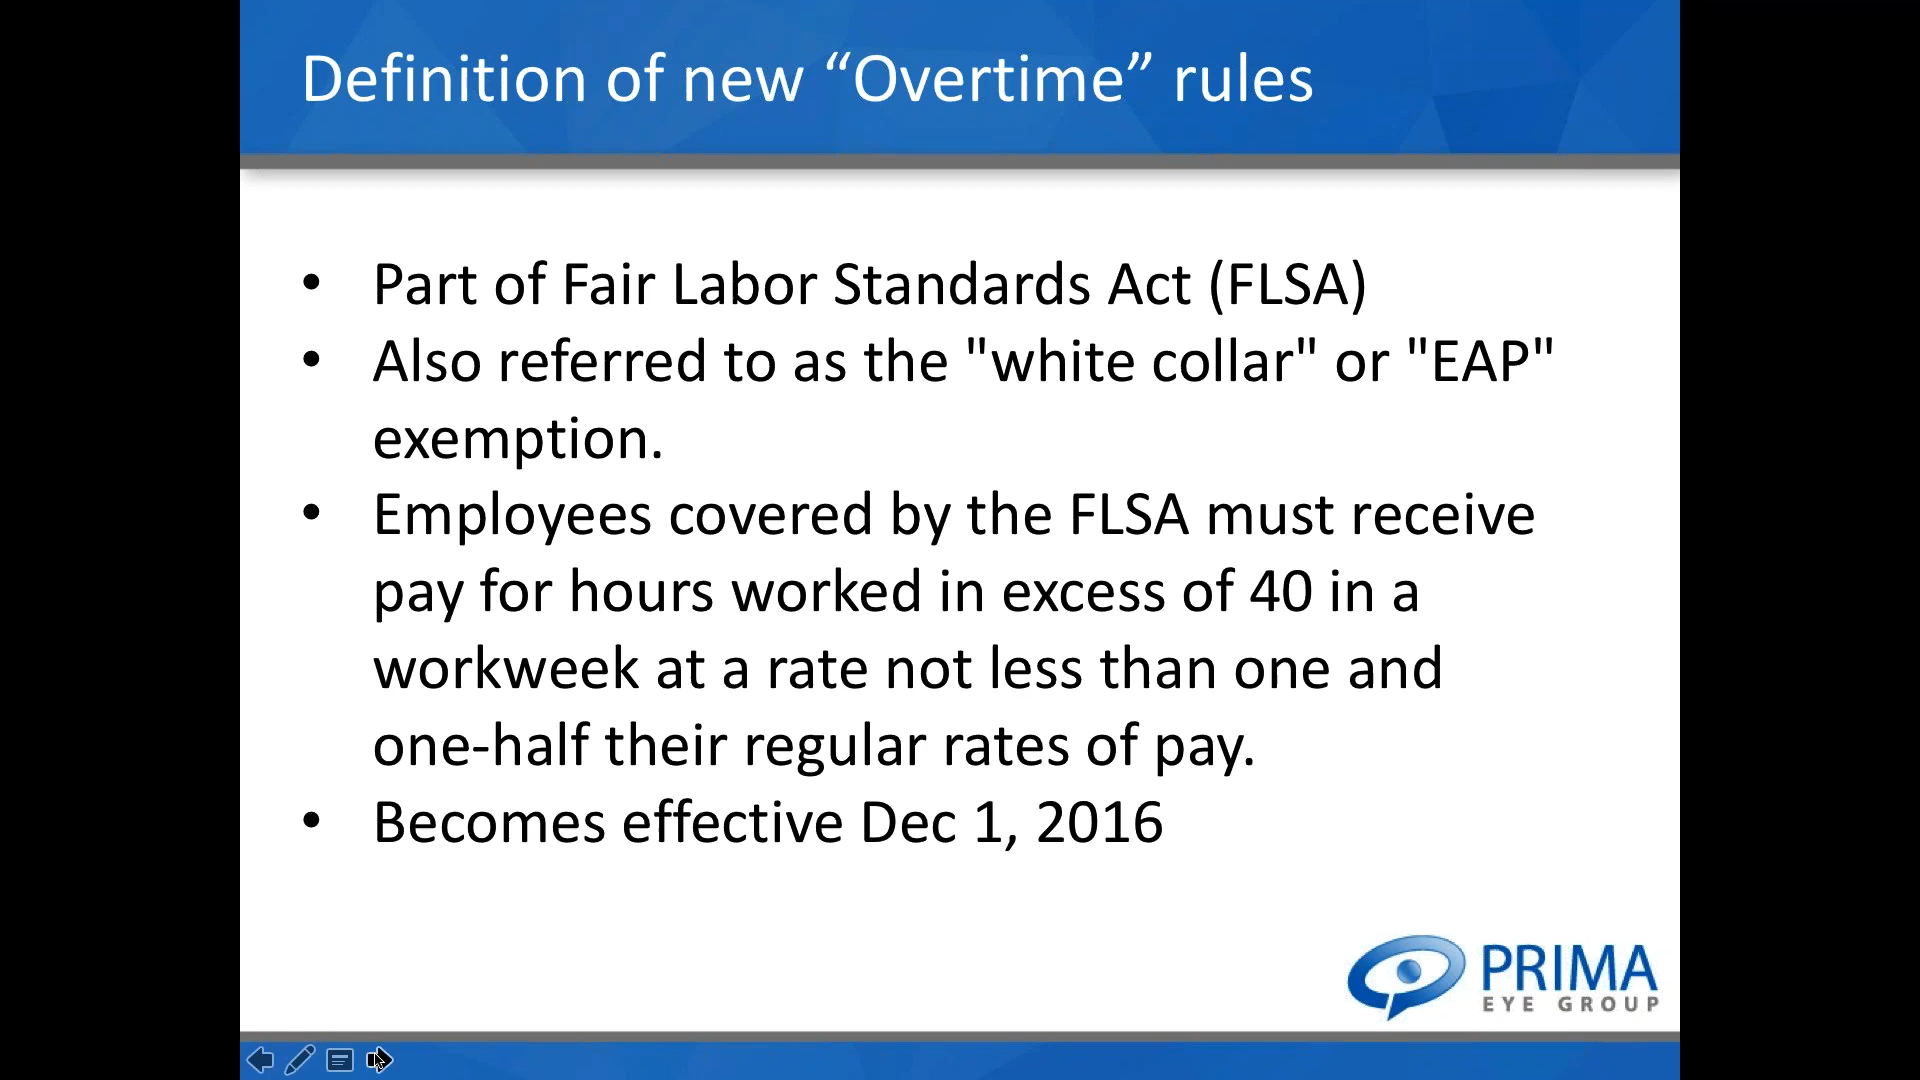 Definition of new “Overtime” rules
• Part of Fair Labor Standards Act (FLSA)
• Also referred to as the "white collar" or "EAP"
exemption.
• Employees covered by the FLSA must receive
pay for hours worked in excess of 40 in a
workweek at a rate not less than one and
one-half their regular rates of pay.
• Becomes effective Dec 1, 2016
PRIMA
EYE GROUP